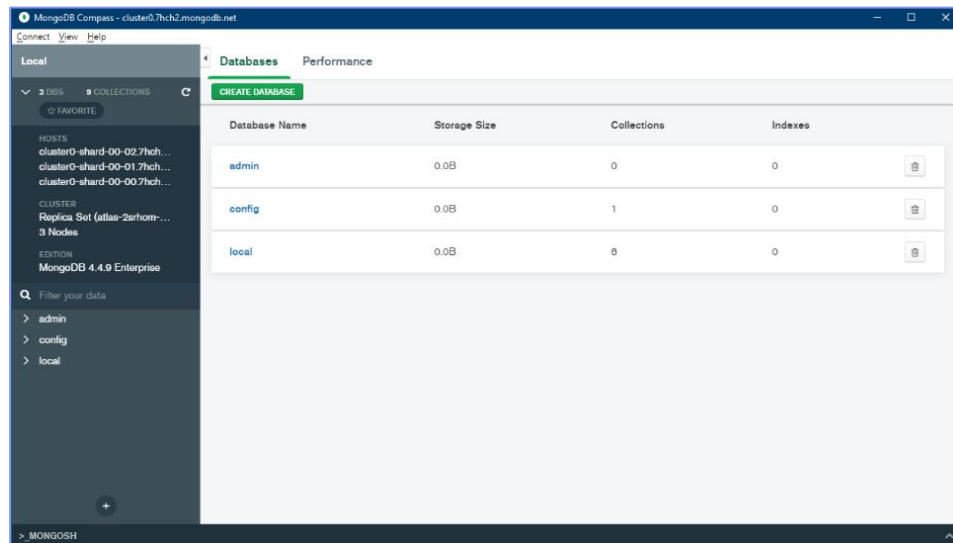 MongoDB Compass - cluster0.7hch2.mongodb.net
Connect View Help
Local
3 DBS 9 COLLECTIONS
FAVORITE
HOSTS
cluster0-shard-00-02.7hch...
cluster0-shard-00-01.7hch...
cluster0-shard-00-00.7hch...
CLUSTER
Replica Set (atlas-2srhom-...
3 Nodes
EDITION
MongoDB 4.4.9 Enterprise
Filter your data
admin
config
local
>_MONGOSH
Databases Performance
CREATE DATABASE
Database Name Storage Size Collections Indexes
admin 0.0B 0 0
config 0.0B 1 0
local 0.0B 8 0